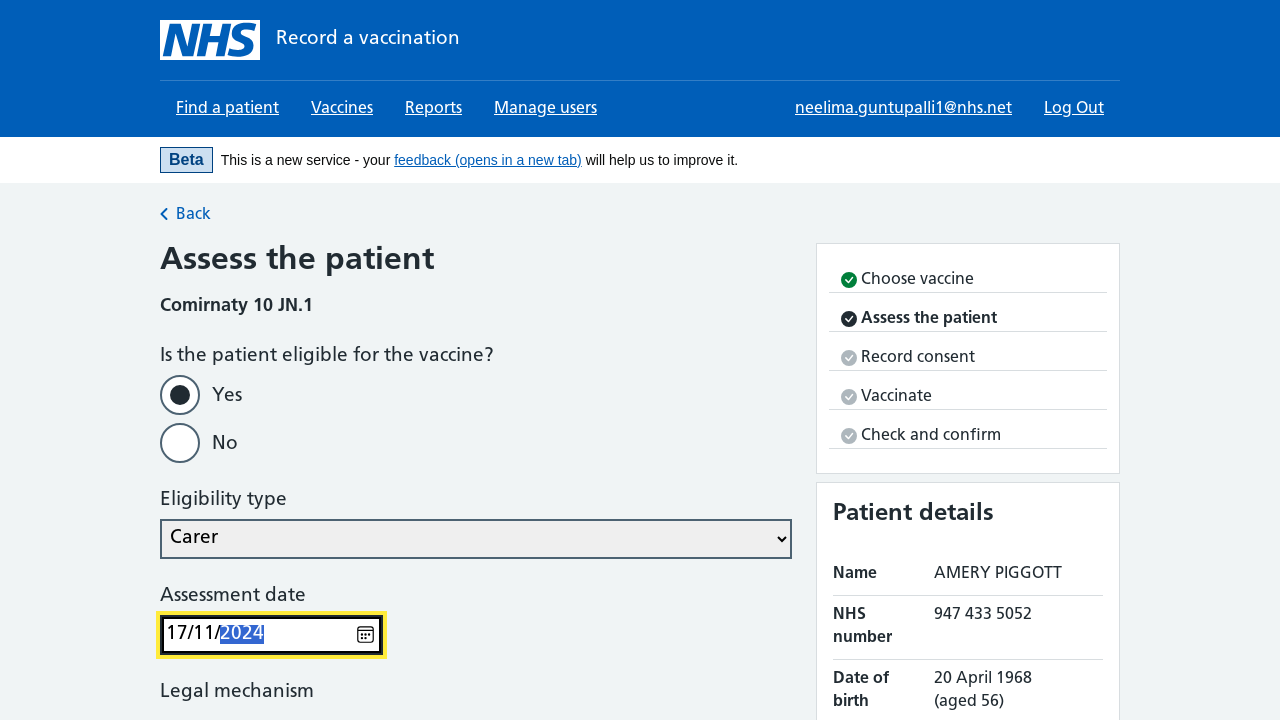 NHS Record a vaccination
Find a patient Vaccines Reports Manage users neelima.guntupalli1@nhs.net Log Out
Beta This is a new service - your feedback (opens in a new tab) will help us to improve it.
Back
Assess the patient
Comirnaty 10 JN.1
Is the patient eligible for the vaccine?
Yes
No
Eligibility type
Carer
Assessment date
17/11/2024
Legal mechanism
Choose vaccine
Assess the patient
Record consent
Vaccinate
Check and confirm
Patient details
Name AMERY PIGGOTT
NHS number 947 433 5052
Date of birth 20 April 1968 (aged 56)